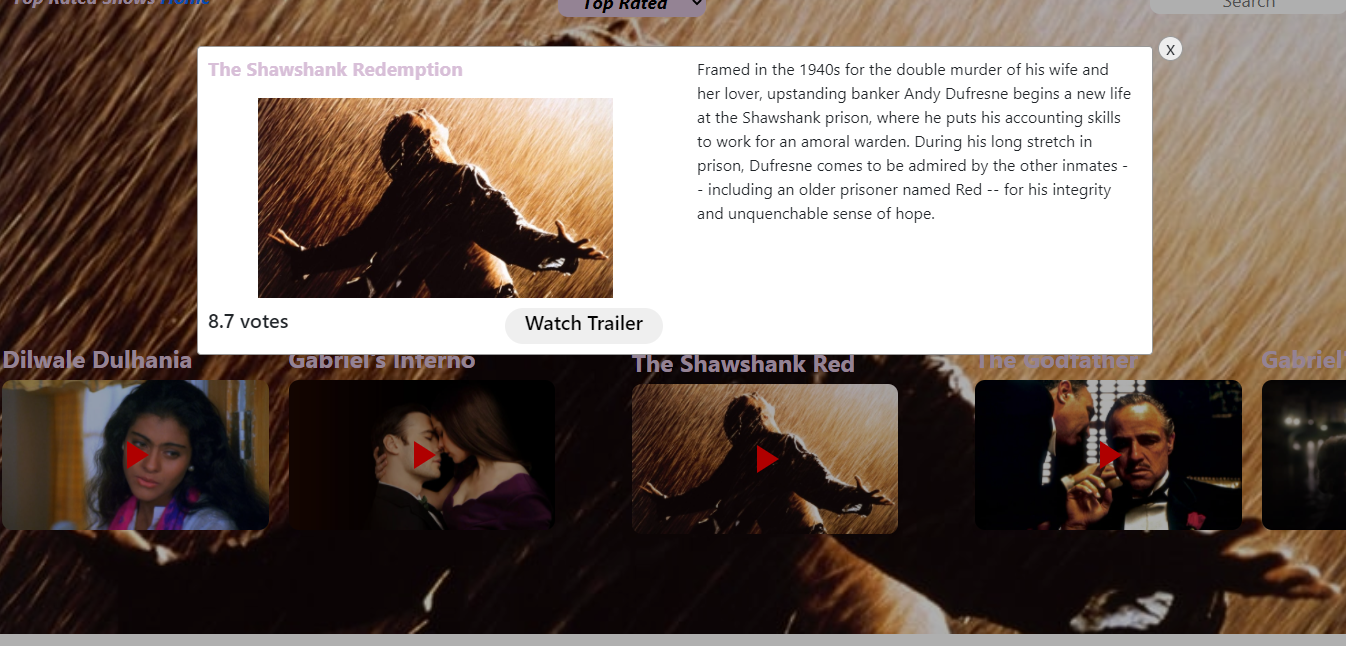 Top Rated Shows Home
Top Rated
Search
x
The Shawshank Redemption
Framed in the 1940s for the double murder of his wife and
her lover, upstanding banker Andy Dufresne begins a new life
at the Shawshank prison, where he puts his accounting skills
to work for an amoral warden. During his long stretch in
prison, Dufresne comes to be admired by the other inmates -
- including an older prisoner named Red -- for his integrity
and unquenchable sense of hope.
8.7 votes
Watch Trailer
Dilwale Dulhania
Gabriel's Inferno
The Shawshank Red
The Godfather
Gabriel